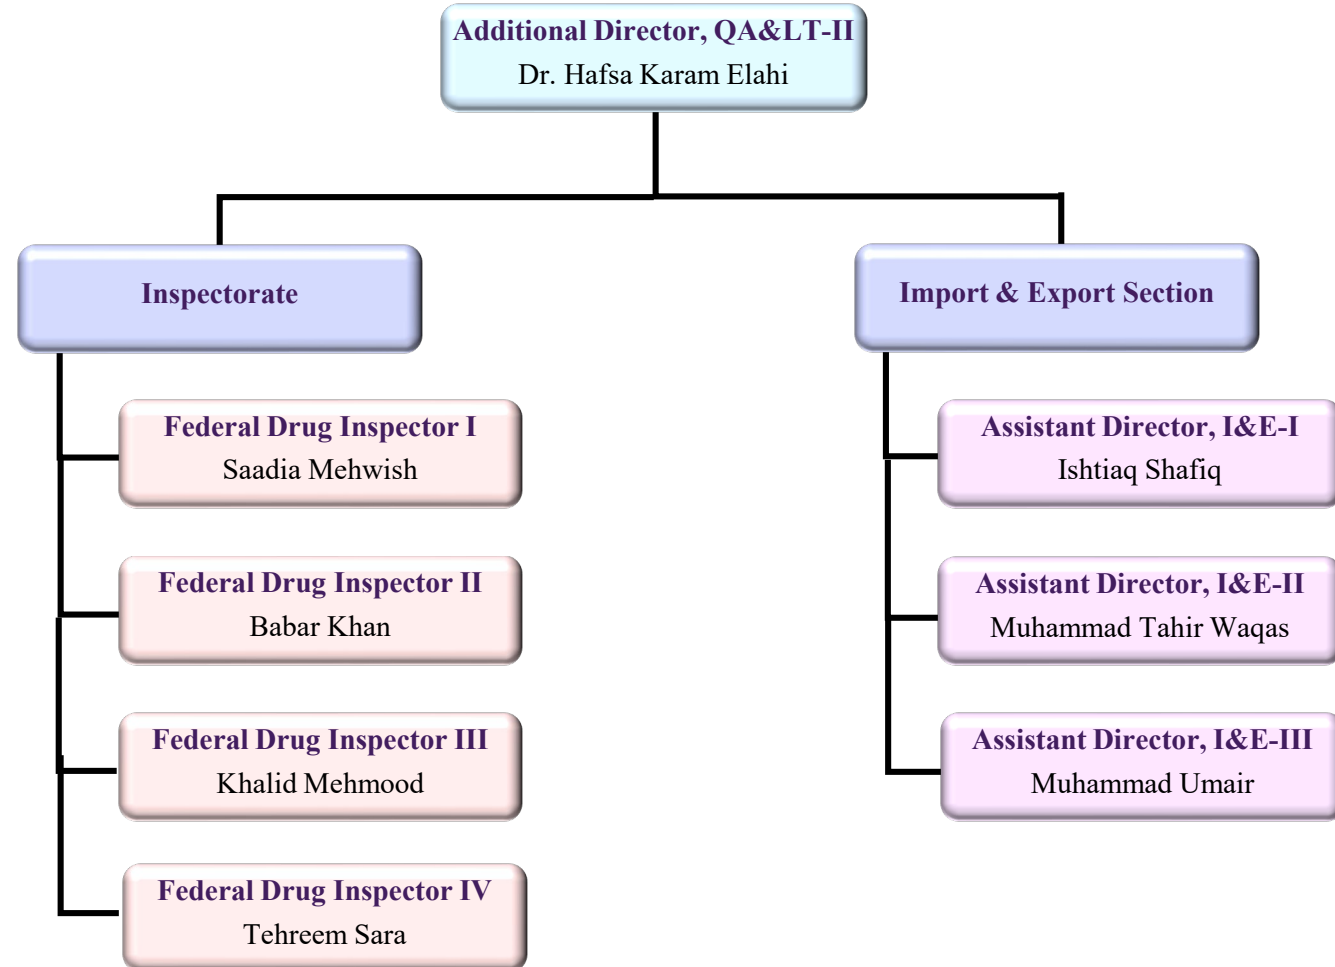 Additional Director, QA&LT-II
Dr. Hafsa Karam Elahi
Inspectorate
Import & Export Section
Federal Drug Inspector I
Saadia Mehwish
Federal Drug Inspector II
Babar Khan
Federal Drug Inspector III
Khalid Mehmood
Federal Drug Inspector IV
Tehreem Sara
Assistant Director, I&E-I
Ishtiaq Shafiq
Assistant Director, I&E-II
Muhammad Tahir Waqas
Assistant Director, I&E-III
Muhammad Umair